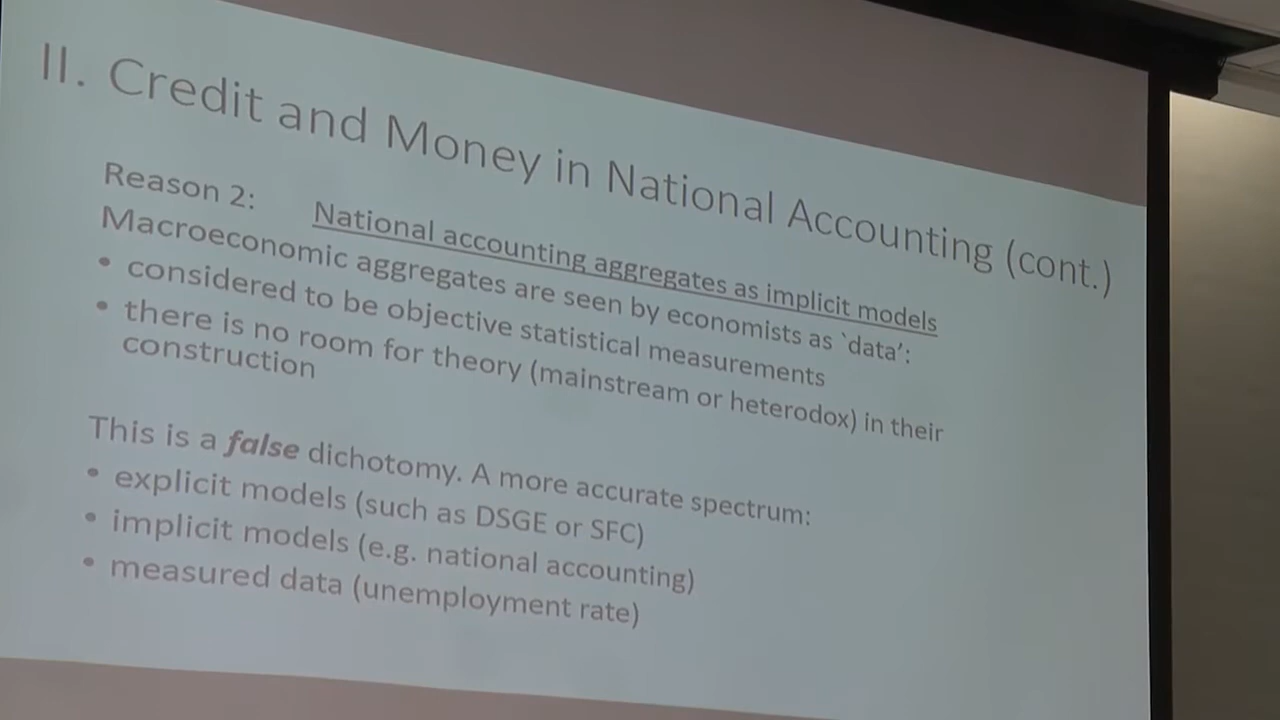 II. Credit and Money in National Accounting (cont.)
Reason 2: National accounting aggregates as implicit models
Macroeconomic aggregates are seen by economists as `data’:
• considered to be objective statistical measurements
• there is no room for theory (mainstream or heterodox) in their
construction
This is a false dichotomy. A more accurate spectrum:
• explicit models (such as DSGE or SFC)
• implicit models (e.g. national accounting)
• measured data (unemployment rate)